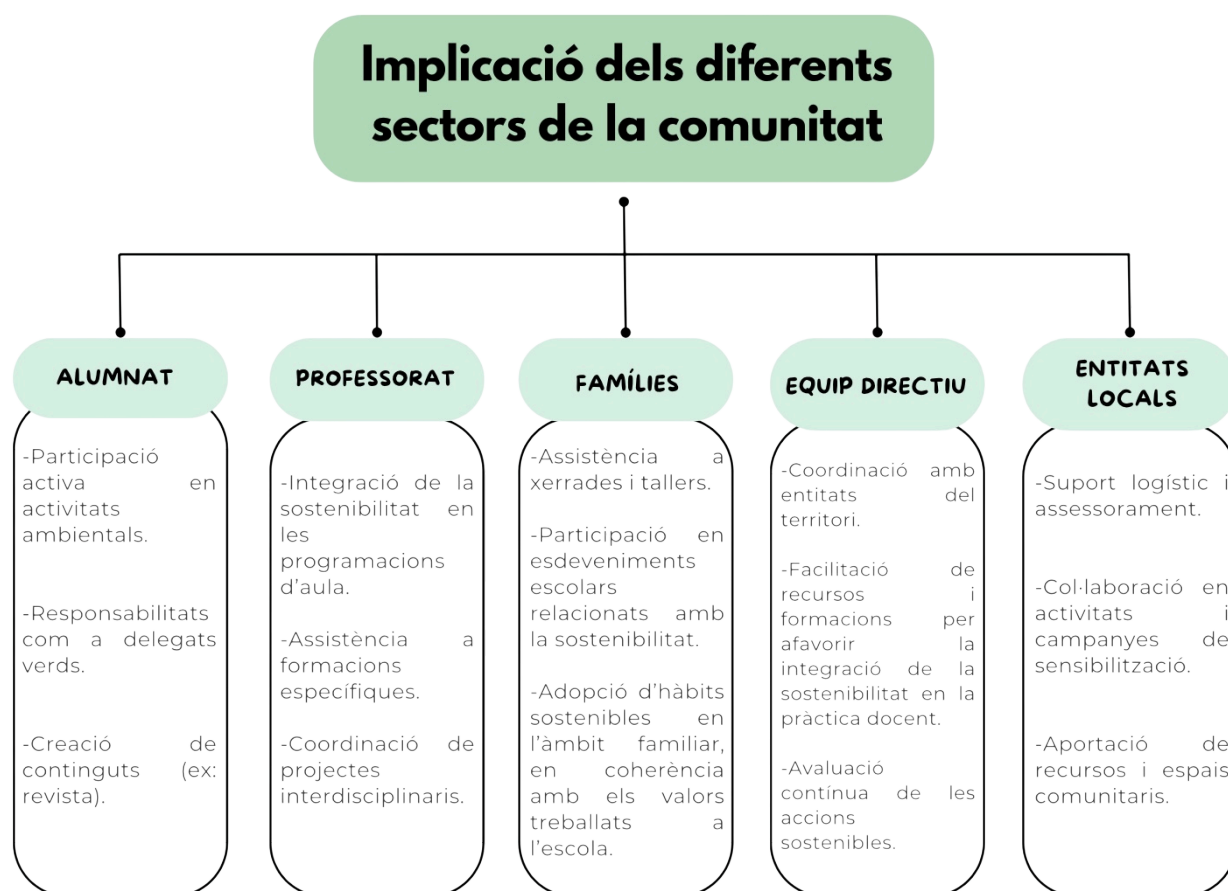 Implicació dels diferents
sectors de la comunitat
ALUMNAT
-Participació
activa en
activitats
ambientals.
-Responsabilitats
com a delegats
verds.
-Creació de
continguts (ex:
revista).
PROFESSORAT
-Integració de la
sostenibilitat en
les
programacions
d'aula.
-Assistència a
formacions
específiques.
-Coordinació de
projectes
interdisciplinaris.
FAMÍLIES
-Assistència a
xerrades i tallers.
-Participació en
esdeveniments
escolars
relacionats amb
la sostenibilitat.
-Adopció d'hàbits
sostenibles en
l'àmbit familiar,
en coherència
amb els valors
treballats a
l'escola.
EQUIP DIRECTIU
-Coordinació amb
entitats del
territori.
-Facilitació de
recursos i
formacions per
afavorir la
integració de la
sostenibilitat en la
pràctica docent.
-Avaluació
contínua de les
accions
sostenibles.
ENTITATS
LOCALS
-Suport logístic i
assessorament.
-Col·laboració en
activitats i
campanyes de
sensibilització.
-Aportació de
recursos i espais
comunitaris.